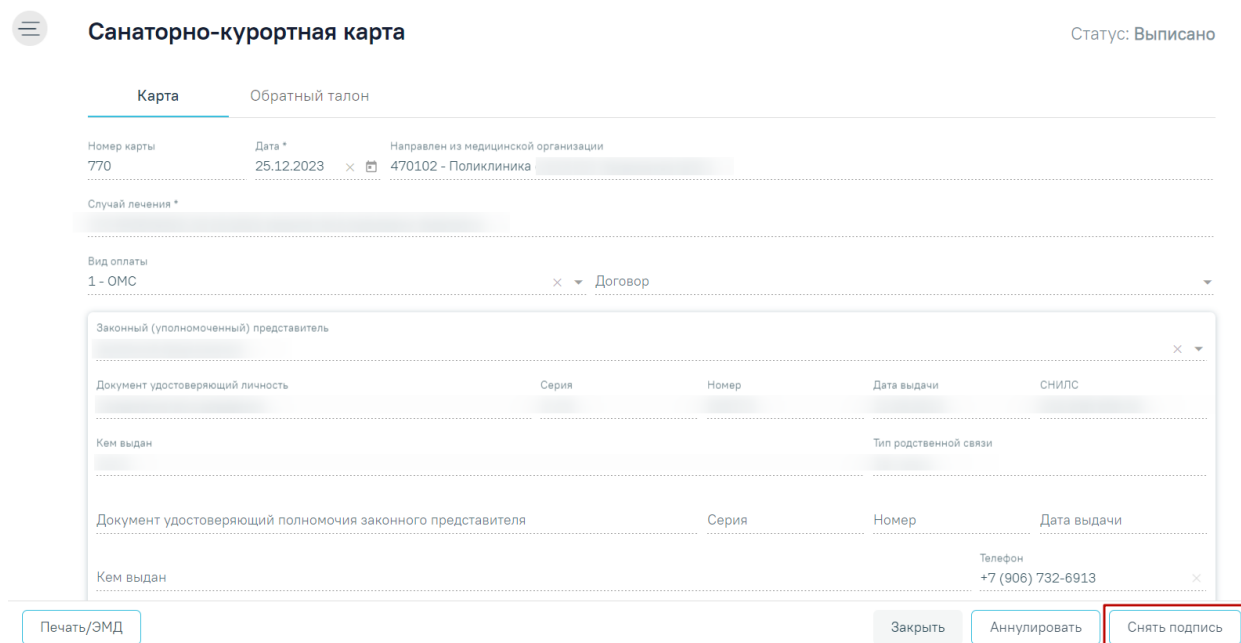 Санаторно-курортная карта
Статус: Выписано
Карта Обратный талон
Номер карты Дата * Направлен из медицинской организации
770 25.12.2023 470102 - Поликлиника
Случай лечения *
Вид оплаты
1 - ОМС Договор
Законный (уполномоченный) представитель
Документ удостоверяющий личность Серия Номер Дата выдачи СНИЛС
Кем выдан Тип родственной связи
Документ удостоверяющий полномочия законного представителя Серия Номер Дата выдачи
Телефон
Кем выдан +7 (906) 732-6913
Печать/ЭМД Закрыть Аннулировать Снять подпись